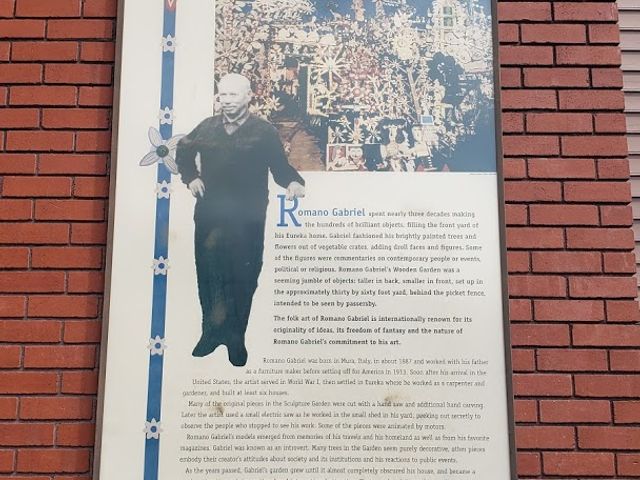 Romano Gabriel spent nearly three decades making
the hundreds of brilliant objects, filling the front yard of
his Eureka home. Gabriel fashioned his brightly painted trees and
flowers out of vegetable crates, adding droll faces and figures. Some
of the figures were commentaries on contemporary people or events,
political or religious. Romano Gabriel's Wooden Garden was a
seeming jumble of objects: taller in back, smaller in front, set up in
the approximately thirty by sixty foot yard, behind the picket fence,
intended to be seen by passersby.
The folk art of Romano Gabriel is internationally renown for its
originality of ideas, its freedom of fantasy and the nature of
Romano Gabriel's commitment to his art.
Romano Gabriel was born in Mura, Italy, in about 1887 and worked with his father
as a furniture maker before setting off for America in 1913. Soon after his arrival in the
United States, the artist served in World War I, then settled in Eureka where he worked as a carpenter and
gardener, and built at least six houses.
Many of the original pieces in the Sculpture Garden were cut with a hand saw and additional hand carving.
Later the artist used a small electric saw as he worked in the small shed in his yard, peeking out secretly to
observe the people who stopped to see his work. Some of the pieces were animated by motors.
Romano Gabriel's models emerged from memories of his travels and his homeland as well as from his favorite
magazines. Gabriel was known as an introvert. Many trees in the Garden seem purely decorative, other pieces
embody their creator's attitudes about society and its institutions and his reactions to public events.
As the years passed, Gabriel's garden grew until it almost completely obscured his house, and became a